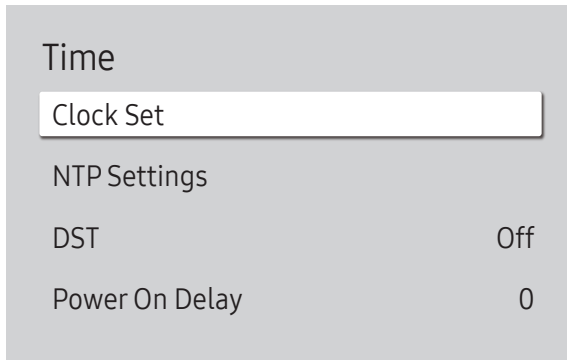 Time
Clock Set
NTP Settings
DST Off
Power On Delay 0